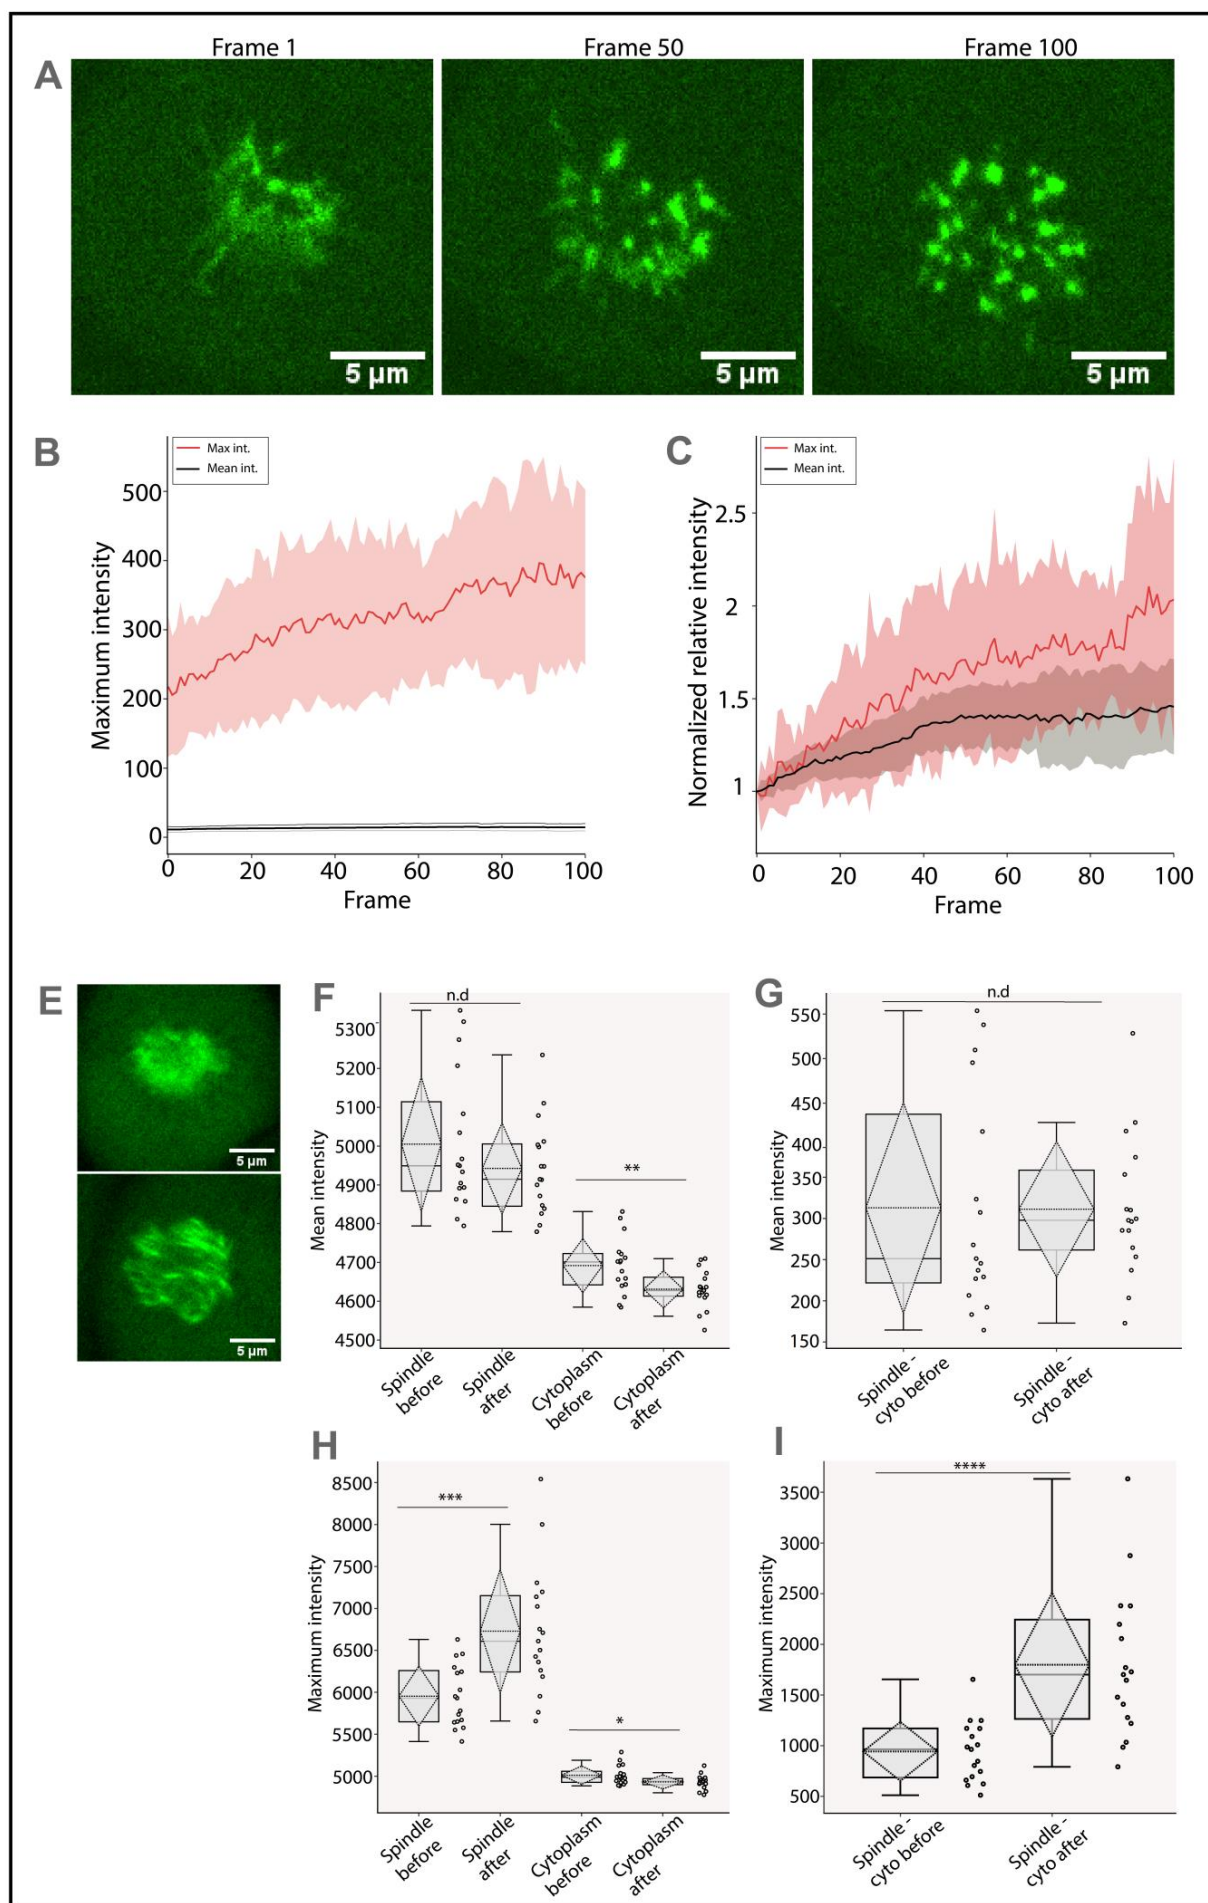 Frame 1 Frame 50 Frame 100
A
5 µm 5 µm 5 µm
B
Max int.
Mean int.
Maximum intensity
500
400
300
200
100
0
0 20 40 60 80 100
Frame
C
Max int.
Mean int.
Normalized relative intensity
2.5
2
1.5
1
0 20 40 60 80 100
Frame
E
5 µm
5 µm
F
n.d
**
Mean intensity
5300
5200
5100
5000
4900
4800
4700
4600
4500
Spindle before
Spindle after
Cytoplasm before
Cytoplasm after
G
n.d
Mean intensity
550
500
450
400
350
300
250
200
150
Spindle - cyto before
Spindle - cyto after
H
***
*
Maximum intensity
8500
8000
7500
7000
6500
6000
5500
5000
Spindle before
Spindle after
Cytoplasm before
Cytoplasm after
I
****
Maximum intensity
3500
3000
2500
2000
1500
1000
500
Spindle - cyto before
Spindle - cyto after